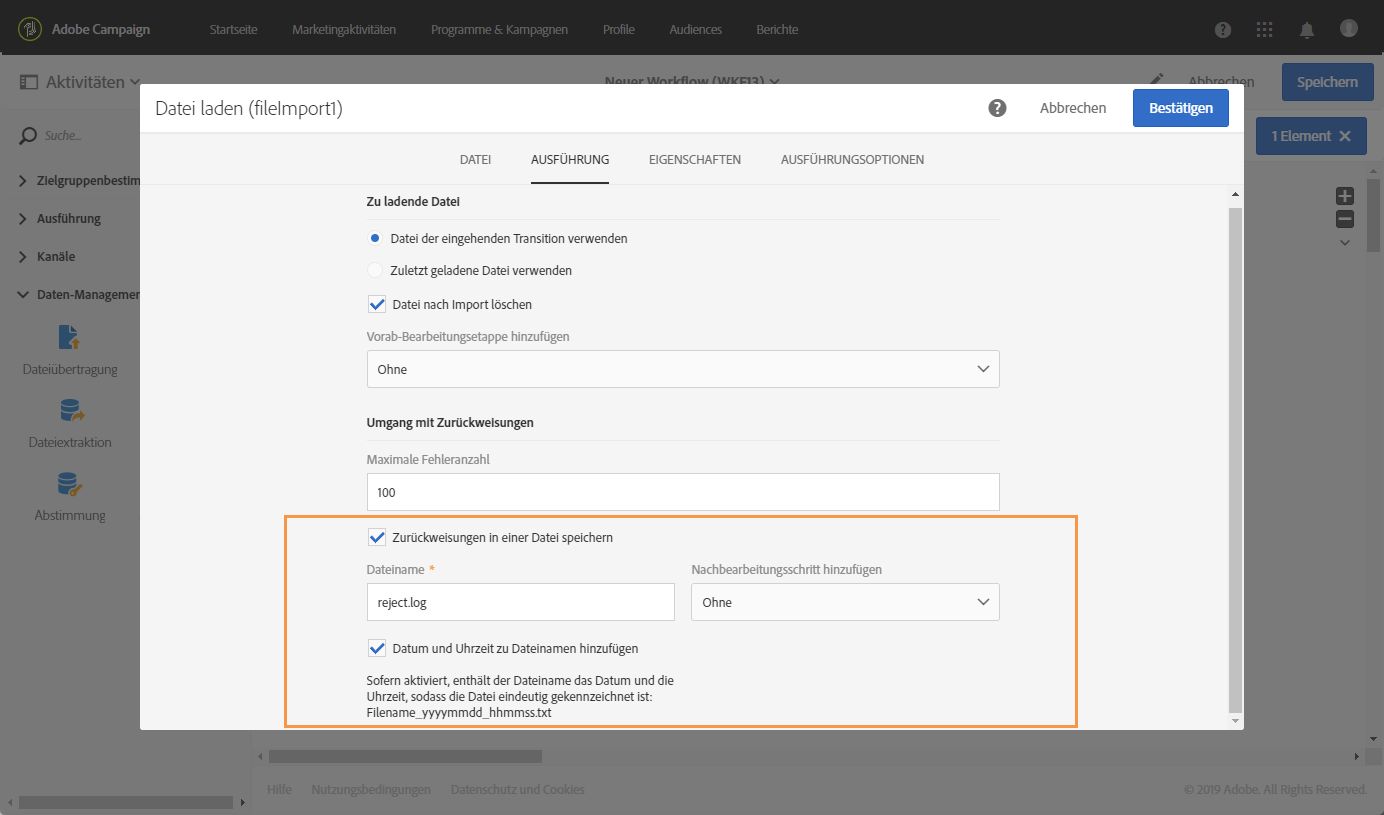 Adobe Campaign Startseite Marketingaktivitäten Programme & Kampagnen Profile Audiences Berichte
Aktivitäten Neuer Workflow (WKF13) Abbrechen Speichern
Datei laden (fileImport1) Abbrechen Bestätigen
Suche...
1 Element
DATEI AUSFÜHRUNG EIGENSCHAFTEN AUSFÜHRUNGSOPTIONEN
Zielgruppenbestim
Ausführung
Kanäle
Daten-Managemen
Dateiübertragung
Dateiextraktion
Abstimmung
Zu ladende Datei
Datei der eingehenden Transition verwenden
Zuletzt geladene Datei verwenden
Datei nach Import löschen
Vorab-Bearbeitungsetappe hinzufügen
Ohne
Umgang mit Zurückweisungen
Maximale Fehleranzahl
100
Zurückweisungen in einer Datei speichern
Dateiname * Nachbearbeitungsschritt hinzufügen
reject.log Ohne
Datum und Uhrzeit zu Dateinamen hinzufügen
Sofern aktiviert, enthält der Dateiname das Datum und die
Uhrzeit, sodass die Datei eindeutig gekennzeichnet ist:
Filename_yyyymmdd_hhmmss.txt
Hilfe Nutzungsbedingungen Datenschutz und Cookies © 2019 Adobe. All Rights Reserved.